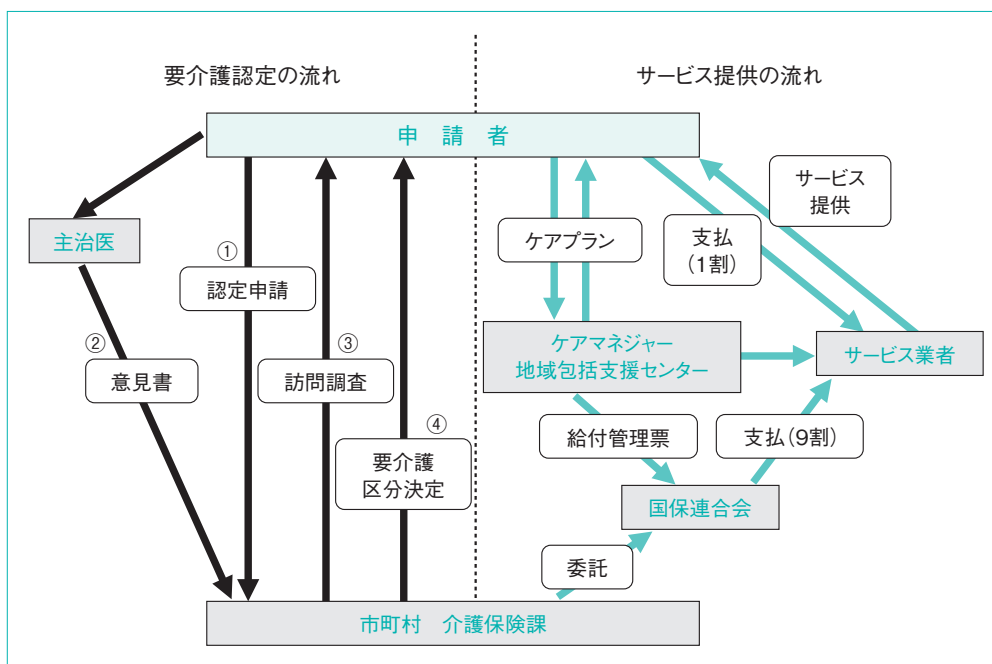 要介護認定の流れ
サービス提供の流れ
申請者
主治医
①
認定申請
②
意見書
③
訪問調査
④
要介護
区分決定
ケアプラン
支払
（1割）
サービス
提供
ケアマネジャー
地域包括支援センター
サービス業者
給付管理票
支払（9割）
国保連合会
委託
市町村　介護保険課